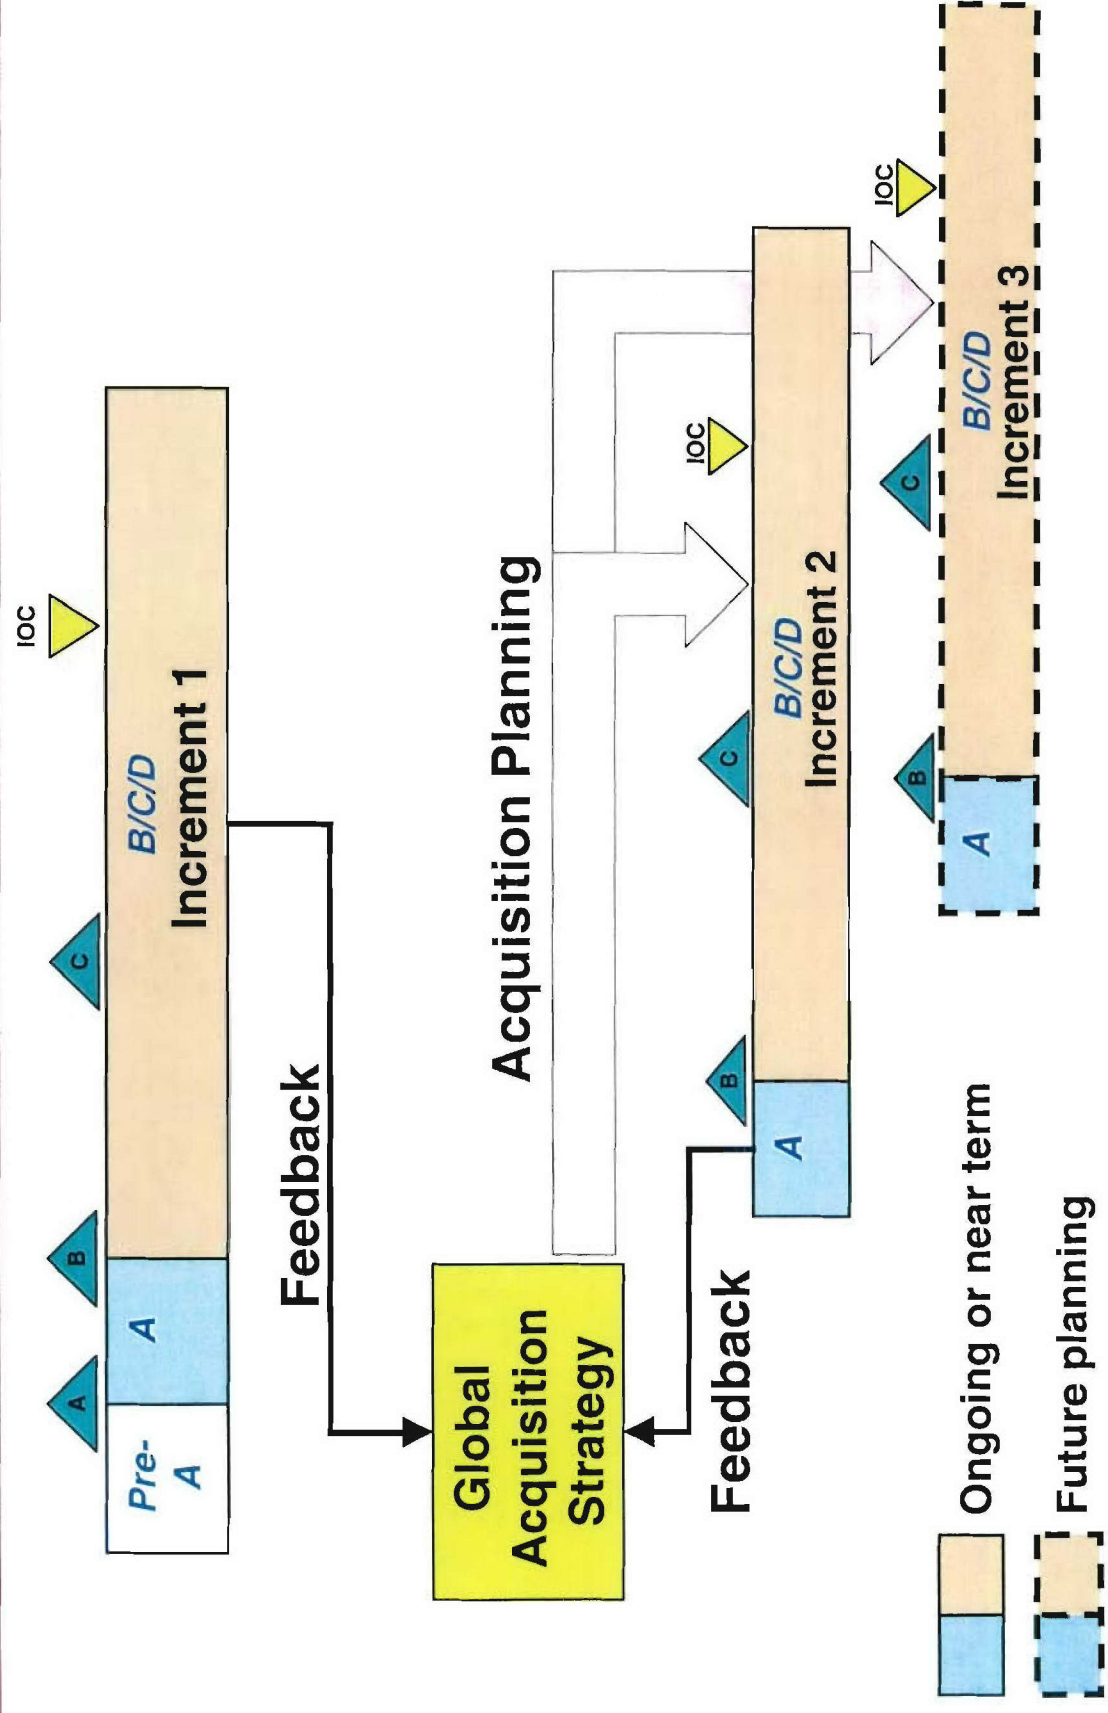 IOC
A
B
C
Pre-
A
A
B/C/D
Increment 1
Feedback
Global
Acquisition
Strategy
Acquisition Planning
Feedback
B
C
IOC
A
B/C/D
Increment 2
B
C
IOC
A
B/C/D
Increment 3
Ongoing or near term
Future planning